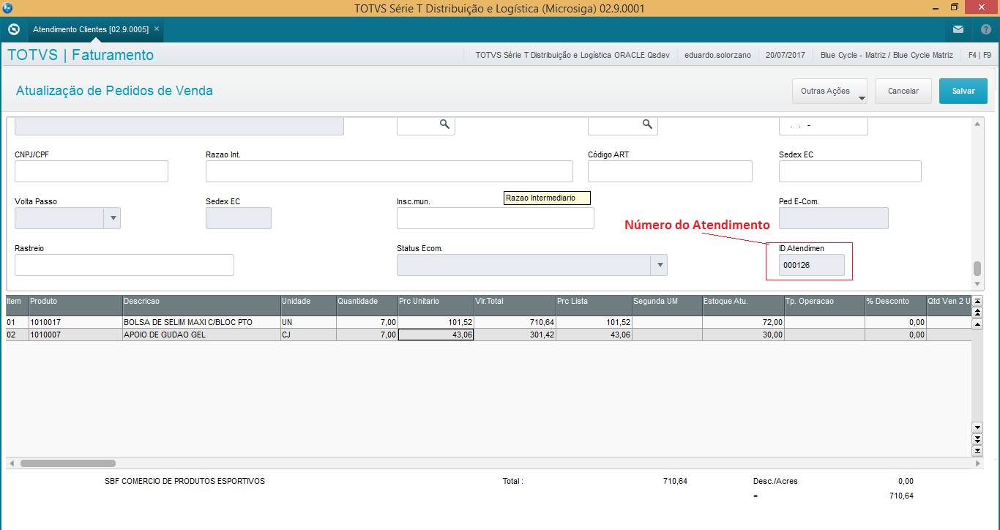 TOTVS Série T Distribuição e Logística (Microsiga) 02.9.0001
Atendimento Clientes [02.9.0005] ×
TOTVS | Faturamento
TOTVS Série T Distribuição e Logística ORACLE Qsdev
eduardo.solorzano
20/07/2017
Blue Cycle - Matriz / Blue Cycle Matriz
F4 | F9
Atualização de Pedidos de Venda
Outras Ações
Cancelar
Salvar
. . -
CNPJ/CPF
Razao Int.
Código ART
Sedex EC
Volta Passo
Sedex EC
Insc.mun.
Razao Intermediario
Ped E-Com.
Número do Atendimento
Rastreio
Status Ecom.
ID Atendimen
000126
Item Produto Descricao Unidade Quantidade Prc Unitario Vlr.Total Prc Lista Segunda UM Estoque Atu. Tp. Operacao % Desconto Qtd Ven 2 U
01 1010017 BOLSA DE SELIM MAXI C/BLOC PTO UN 7,00 101,52 710,64 101,52 72,00 0,00
02 1010007 APOIO DE GUDAO GEL CJ 7,00 43,06 301,42 43,06 30,00 0,00
SBF COMERCIO DE PRODUTOS ESPORTIVOS Total : 710,64 Desc./Acres 0,00
= 710,64